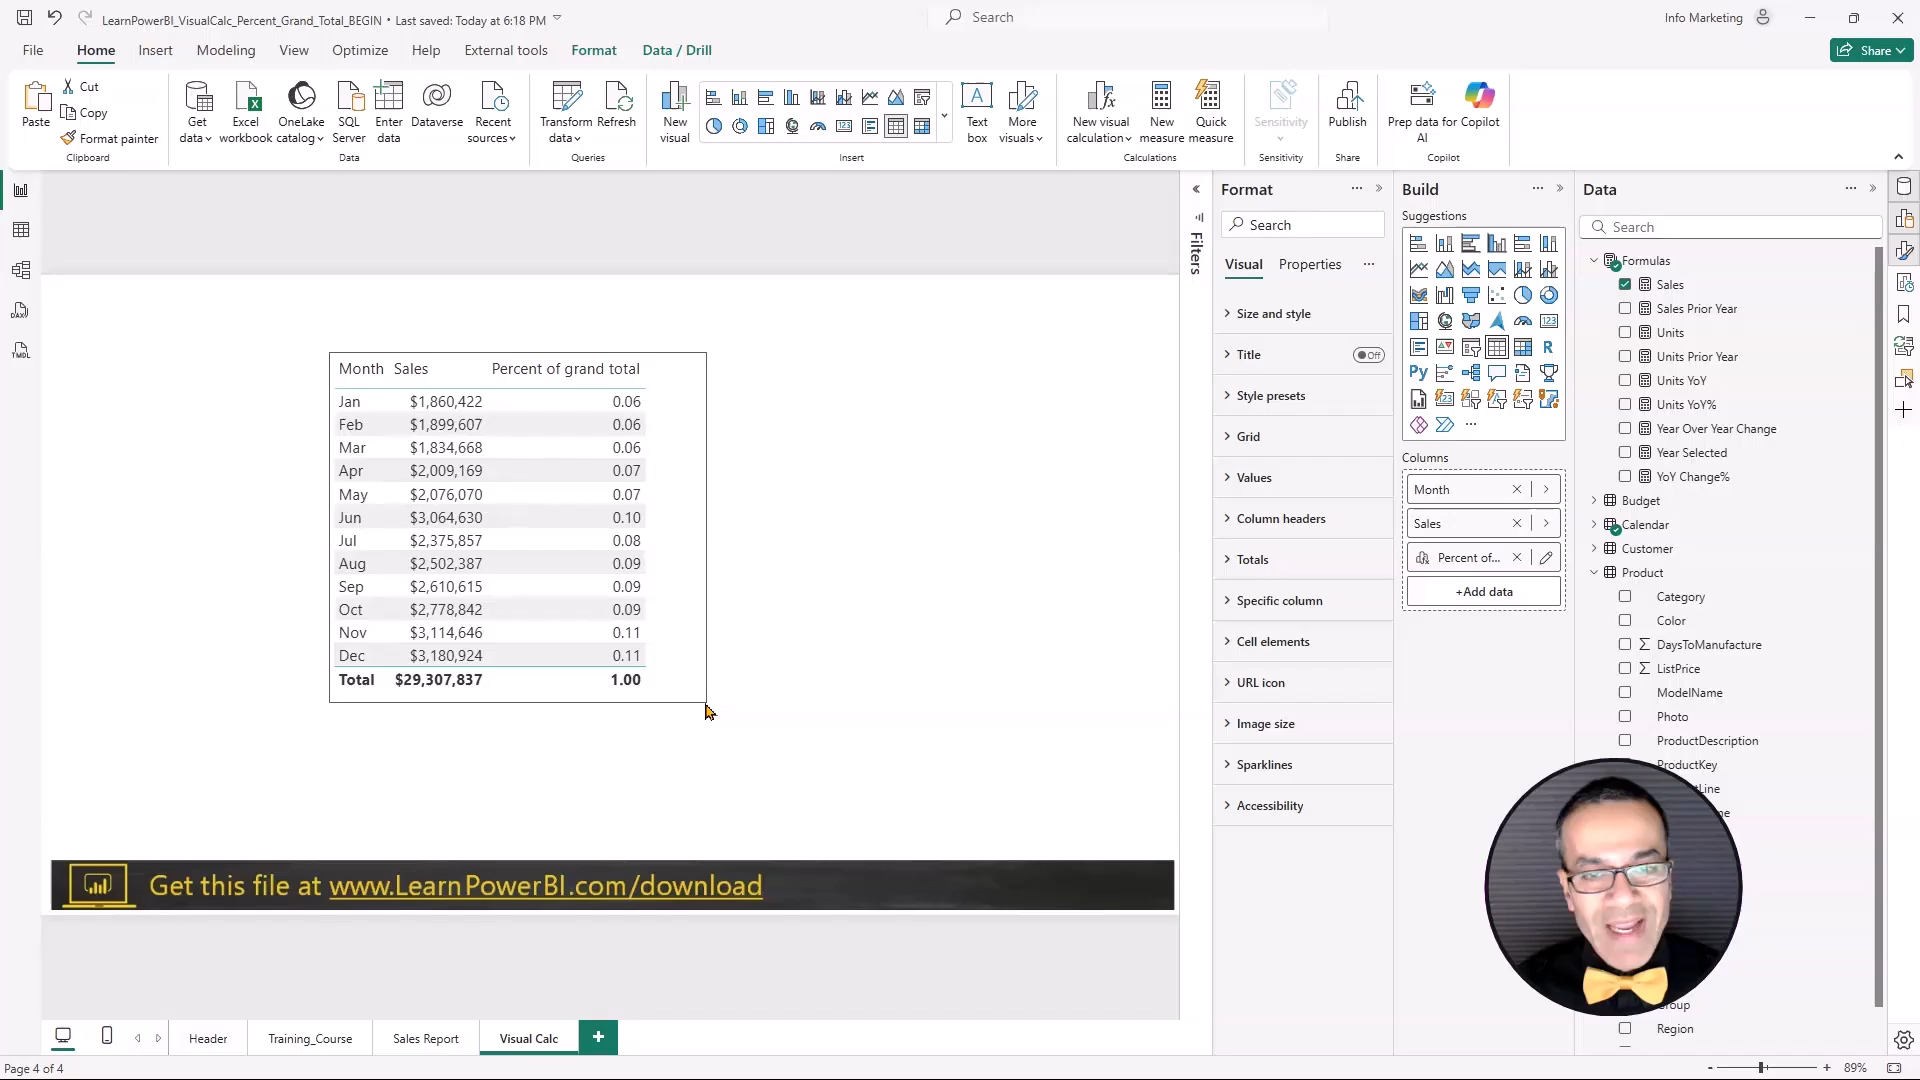 LearnPowerBI_VisualCalc_Percent_Grand_Total_BEGIN • Last saved: Today at 6:18 PM
Search
Info Marketing
File
Home
Insert
Modeling
View
Optimize
Help
External tools
Format
Data / Drill
Share
Paste
Cut
Copy
Format painter
Clipboard
Get data
Excel workbook
OneLake catalog
SQL Server
Enter data
Dataverse
Recent sources
Data
Transform data
Refresh
Queries
New visual
Text box
More visuals
Insert
New visual calculation
New measure
Quick measure
Calculations
Sensitivity
Sensitivity
Publish
Share
Prep data for AI
Copilot
Copilot
Month Sales Percent of grand total
Jan $1,860,422 0.06
Feb $1,899,607 0.06
Mar $1,834,668 0.06
Apr $2,009,169 0.07
May $2,076,070 0.07
Jun $3,064,630 0.10
Jul $2,375,857 0.08
Aug $2,502,387 0.09
Sep $2,610,615 0.09
Oct $2,778,842 0.09
Nov $3,114,646 0.11
Dec $3,180,924 0.11
Total $29,307,837 1.00
Get this file at www.LearnPowerBI.com/download
Filters
Format
Search
Visual
Properties
Size and style
Title
Off
Style presets
Grid
Values
Column headers
Totals
Specific column
Cell elements
URL icon
Image size
Sparklines
Accessibility
Build
Suggestions
Columns
Month
Sales
Percent of...
+Add data
Data
Search
Formulas
Sales
Sales Prior Year
Units
Units Prior Year
Units YoY
Units YoY%
Year Over Year Change
Year Selected
YoY Change%
Budget
Calendar
Customer
Product
Category
Color
DaysToManufacture
ListPrice
ModelName
Photo
ProductDescription
ProductKey
Region
Header
Training_Course
Sales Report
Visual Calc
Page 4 of 4
89%